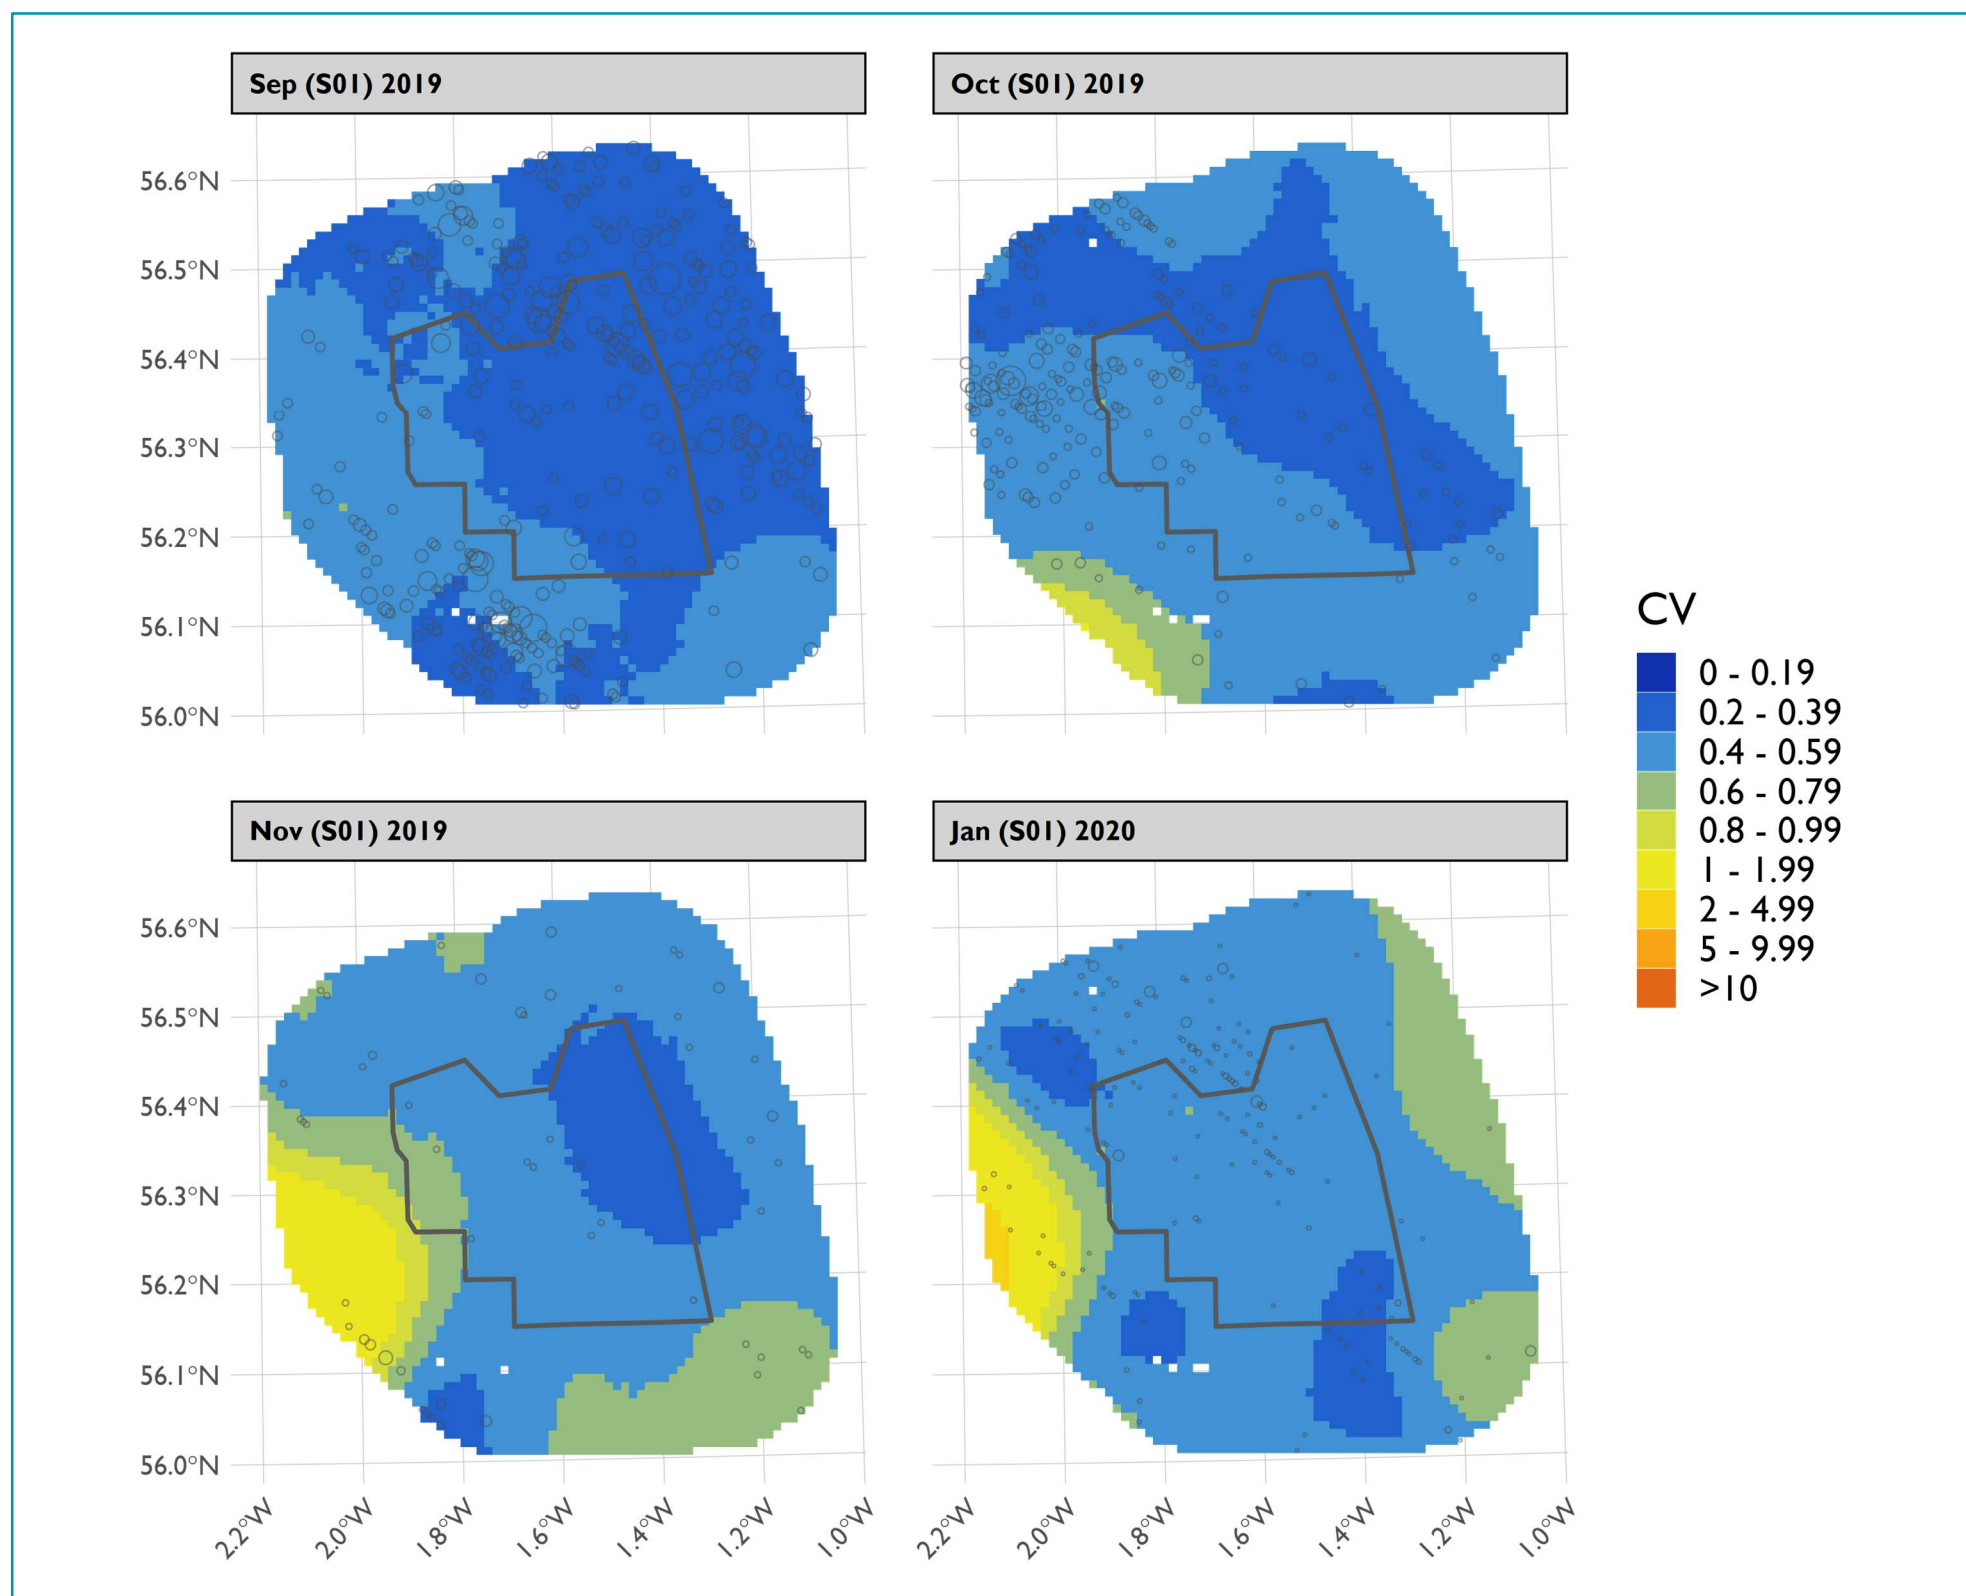 Sep (S01) 2019
Oct (S01) 2019
56.6°N
56.5°N
56.4°N
56.3°N
56.2°N
56.1°N
56.0°N
CV
0 - 0.19
0.2 - 0.39
0.4 - 0.59
0.6 - 0.79
0.8 - 0.99
1 - 1.99
2 - 4.99
5 - 9.99
>10
Nov (S01) 2019
Jan (S01) 2020
56.6°N
56.5°N
56.4°N
56.3°N
56.2°N
56.1°N
56.0°N
2.2°W 2.0°W 1.8°W 1.6°W 1.4°W 1.2°W 1.0°W
2.2°W 2.0°W 1.8°W 1.6°W 1.4°W 1.2°W 1.0°W